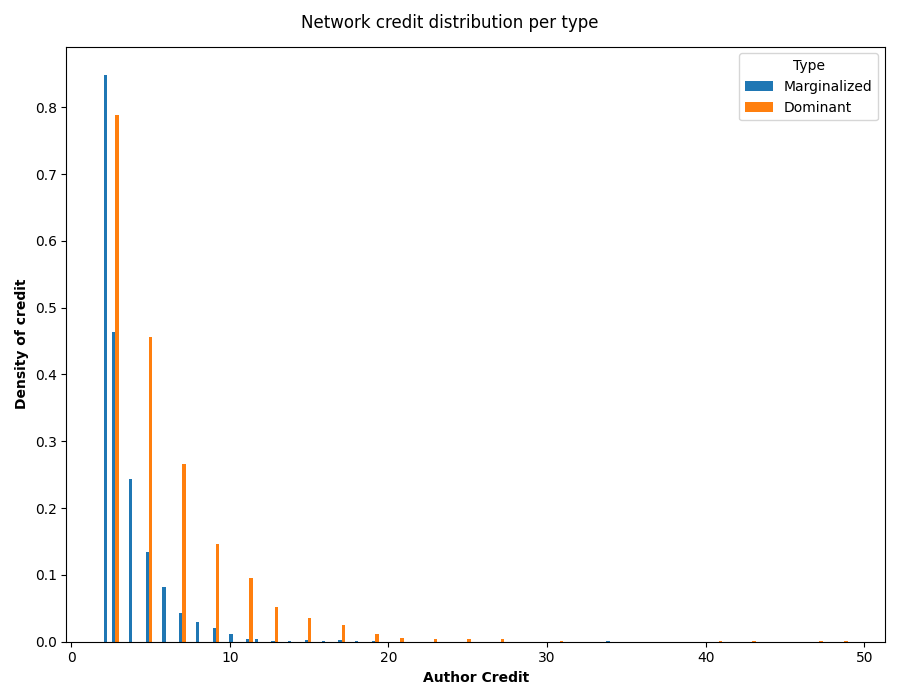 Network credit distribution per type
Type
Marginalized
Dominant
0.8
0.7
0.6
0.5
0.4
0.3
0.2
0.1
0.0
Density of credit
0 10 20 30 40 50
Author Credit